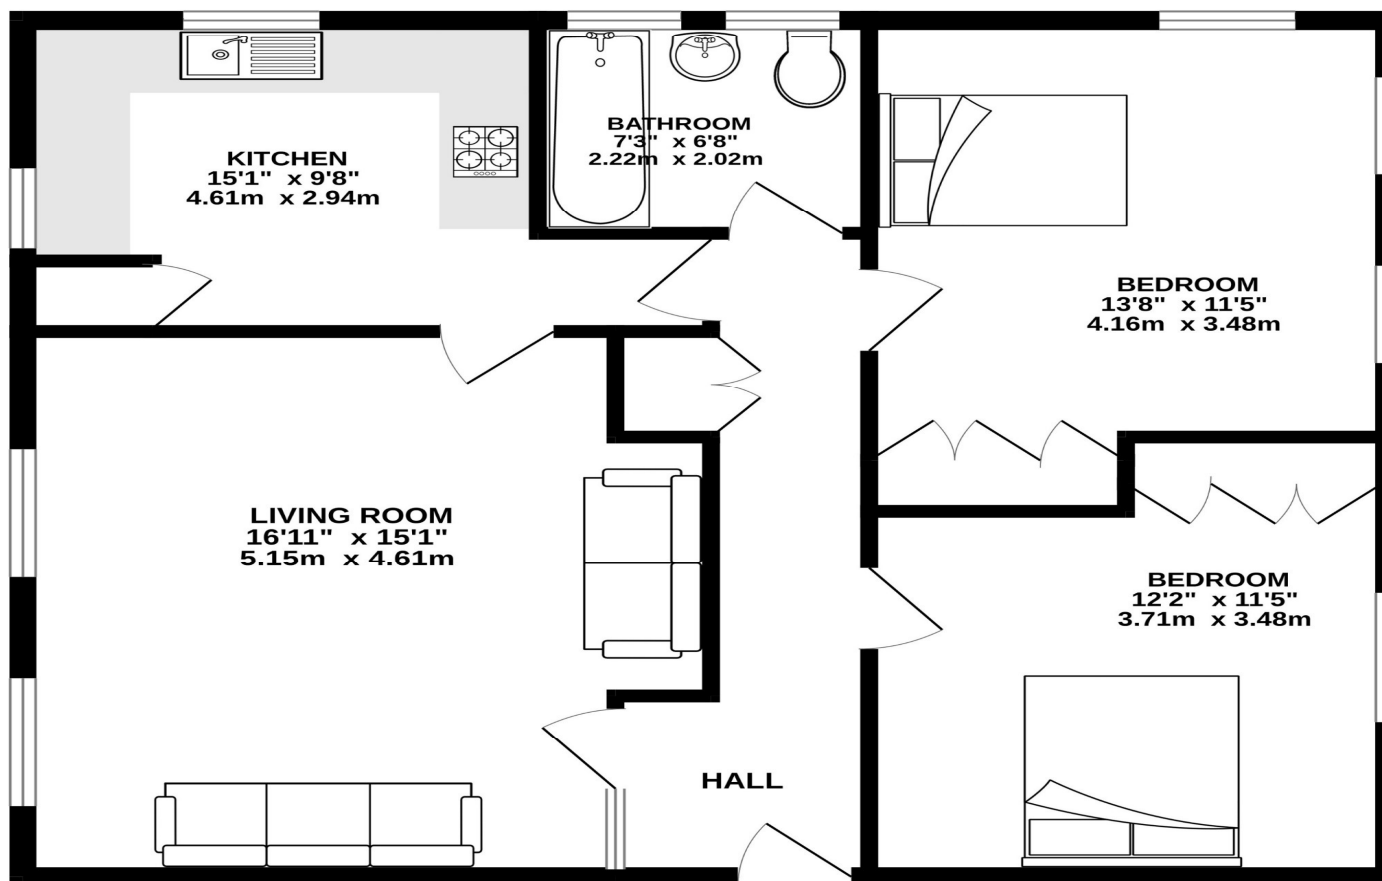 KITCHEN
15'1" x 9'8"
4.61m x 2.94m
BATHROOM
7'3" x 6'8"
2.22m x 2.02m
BEDROOM
13'8" x 11'5"
4.16m x 3.48m
LIVING ROOM
16'11" x 15'1"
5.15m x 4.61m
BEDROOM
12'2" x 11'5"
3.71m x 3.48m
HALL